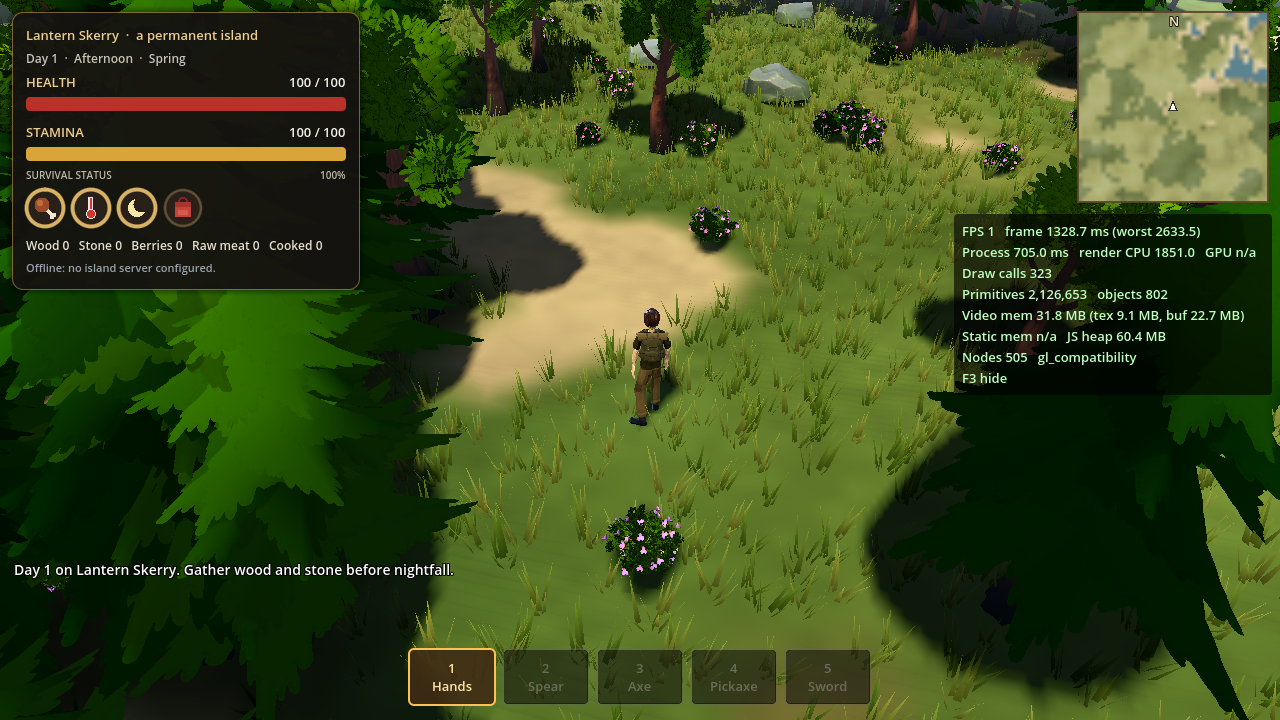 Lantern Skerry · a permanent island
Day 1 · Afternoon · Spring
HEALTH 100 / 100
STAMINA 100 / 100
SURVIVAL STATUS 100%
Wood 0 Stone 0 Berries 0 Raw meat 0 Cooked 0
Offline: no island server configured.
N
FPS 1 frame 1328.7 ms (worst 2633.5)
Process 705.0 ms render CPU 1851.0 GPU n/a
Draw calls 323
Primitives 2,126,653 objects 802
Video mem 31.8 MB (tex 9.1 MB, buf 22.7 MB)
Static mem n/a JS heap 60.4 MB
Nodes 505 gl_compatibility
F3 hide
Day 1 on Lantern Skerry. Gather wood and stone before nightfall.
1
Hands
2
Spear
3
Axe
4
Pickaxe
5
Sword